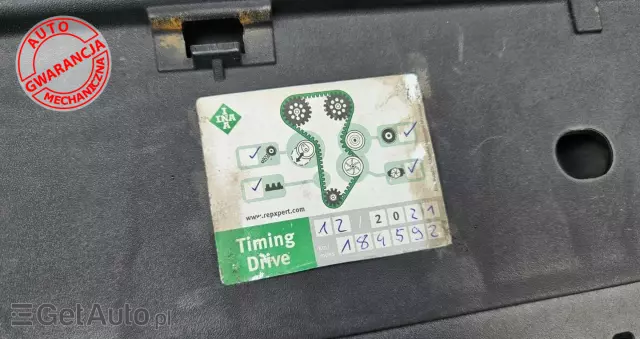 AUTO
GWARANCJA
MECHANICZNA
INA
www.repxpert.com
Timing
Drive
12 / 2021
184592
GetAuto.pl